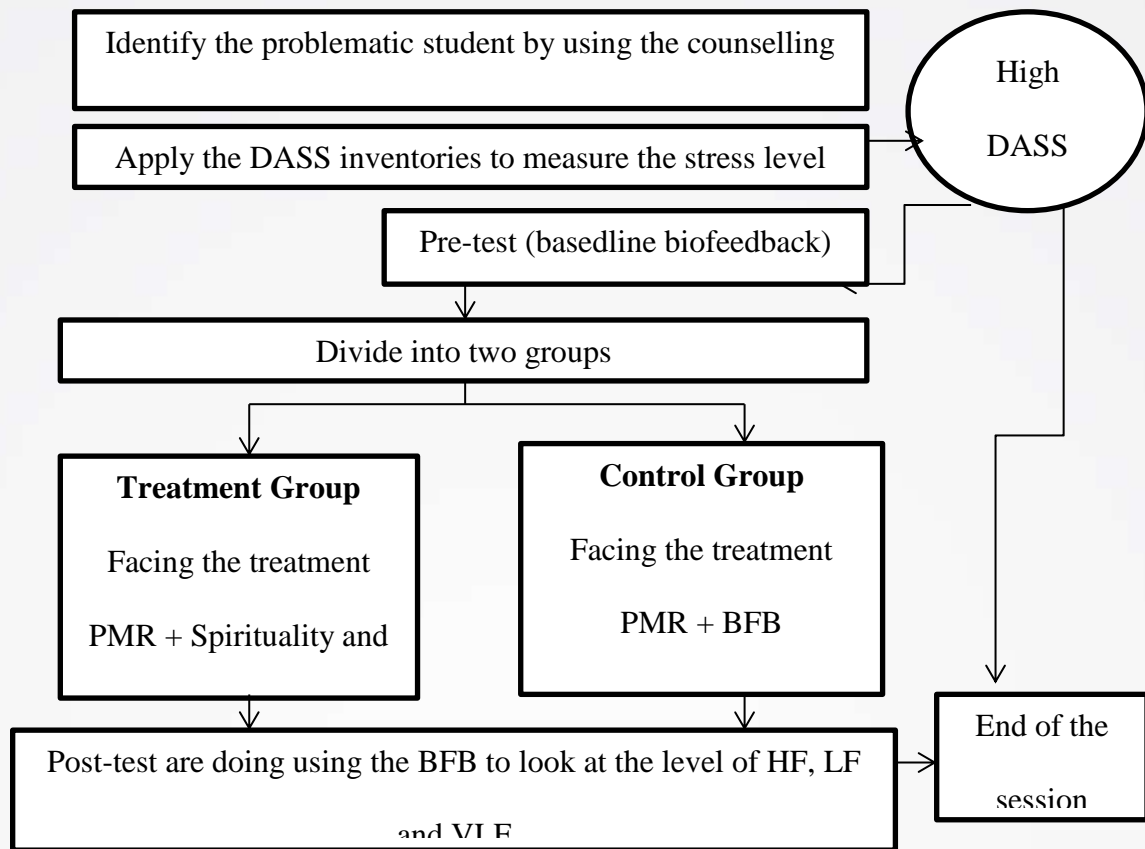 Identify the problematic student by using the counselling
High
DASS
Apply the DASS inventories to measure the stress level
Pre-test (basedline biofeedback)
Divide into two groups
Treatment Group
Facing the treatment
PMR + Spirituality and
Control Group
Facing the treatment
PMR + BFB
Post-test are doing using the BFB to look at the level of HF, LF
and VLF
End of the
session